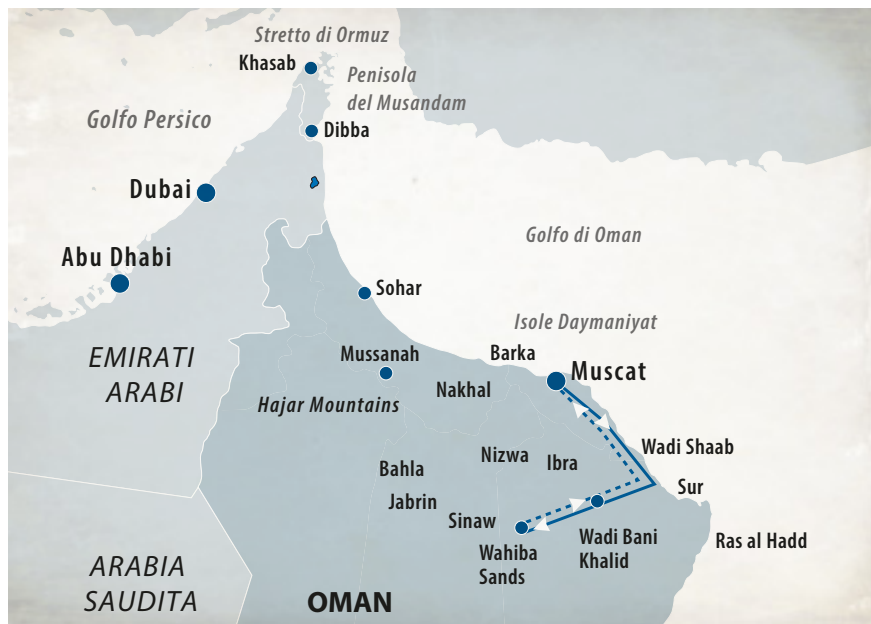 Stretto di Ormuz
Khasab
Penisola
del Musandam
Golfo Persico
Dibba
Dubai
Golfo di Oman
Abu Dhabi
Sohar
Isole Daymaniyat
EMIRATI
ARABI
Mussanah
Barka
Muscat
Nakhal
Hajar Mountains
Wadi Shaab
Nizwa
Ibra
Bahla
Jabrin
Sur
Sinaw
Wahiba
Sands
Wadi Bani
Khalid
Ras al Hadd
ARABIA
SAUDITA
OMAN